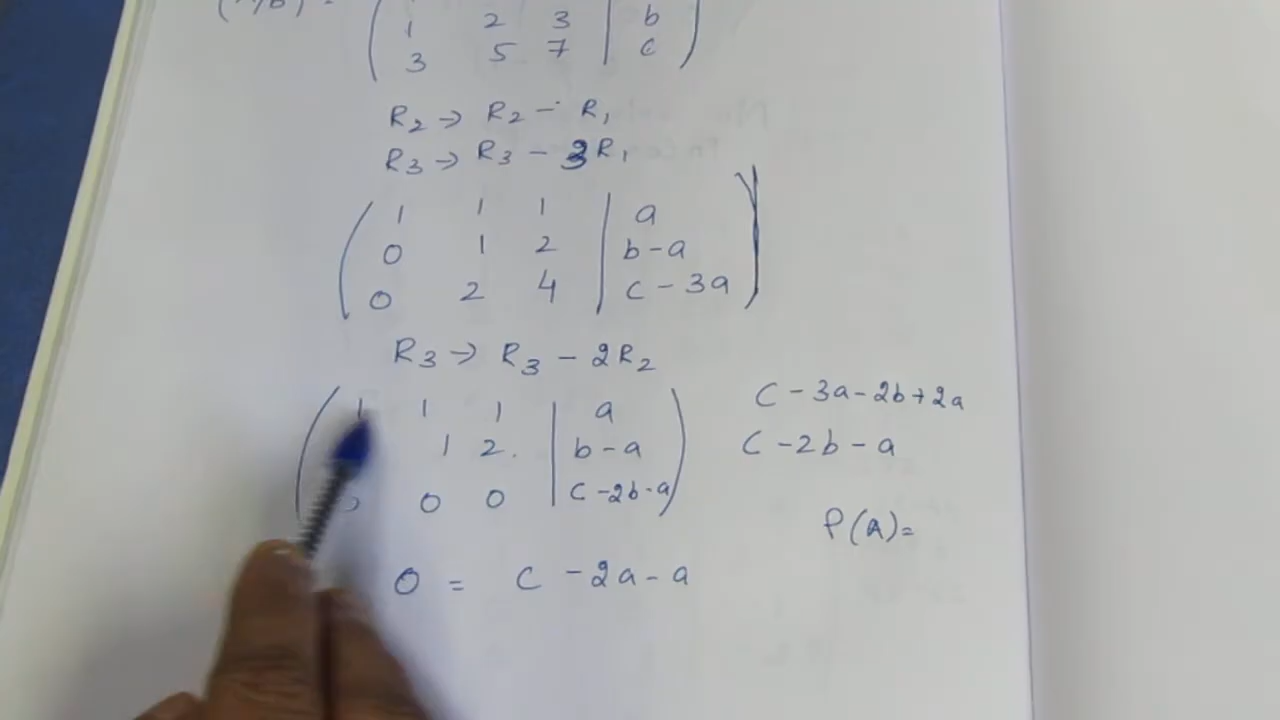 1 2 3 | b
3 5 7 | c
R2 → R2 - R1
R3 → R3 - 3R1
1 1 1 | a
0 1 2 | b-a
0 2 4 | c-3a
R3 → R3 - 2R2
1 1 1 | a
1 2. | b-a
0 0 | c-2b-a
c-3a-2b+2a
c-2b-a
P(A)=
0 = c -2a-a